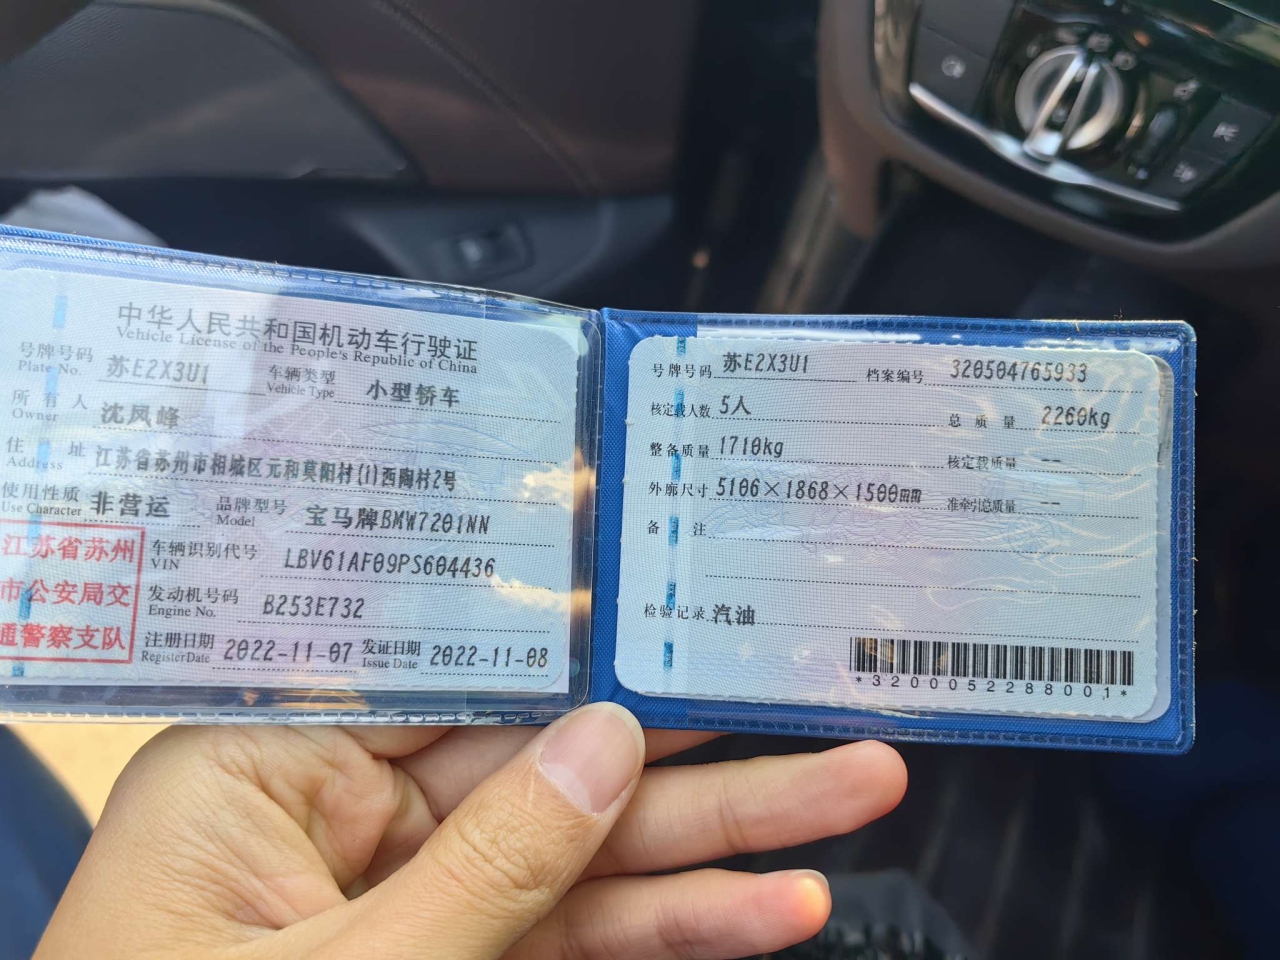 中华人民共和国机动车行驶证
Vehicle License of the People's Republic of China
号牌号码 苏E2X3U1 车辆类型 小型轿车
Plate No. Vehicle Type
所有人 沈凤峰
Owner
住址 江苏省苏州市相城区元和莫阳村(1)西陶村2号
Address
使用性质 非营运 品牌型号 宝马牌BMW7201NN
Use Character Model
江苏省苏州
市公安局交
通警察支队
车辆识别代号 LBV61AF09PS604436
VIN
发动机号码 B253E732
Engine No.
注册日期 2022-11-07 发证日期 2022-11-08
Register Date Issue Date
号牌号码 苏E2X3U1 档案编号 320504765933
核定载人数 5人 总质量 2260kg
整备质量 1710kg 核定载质量 --
外廓尺寸 5106×1868×1500mm 准牵引总质量 --
备注
检验记录 汽油
*3200052288001*